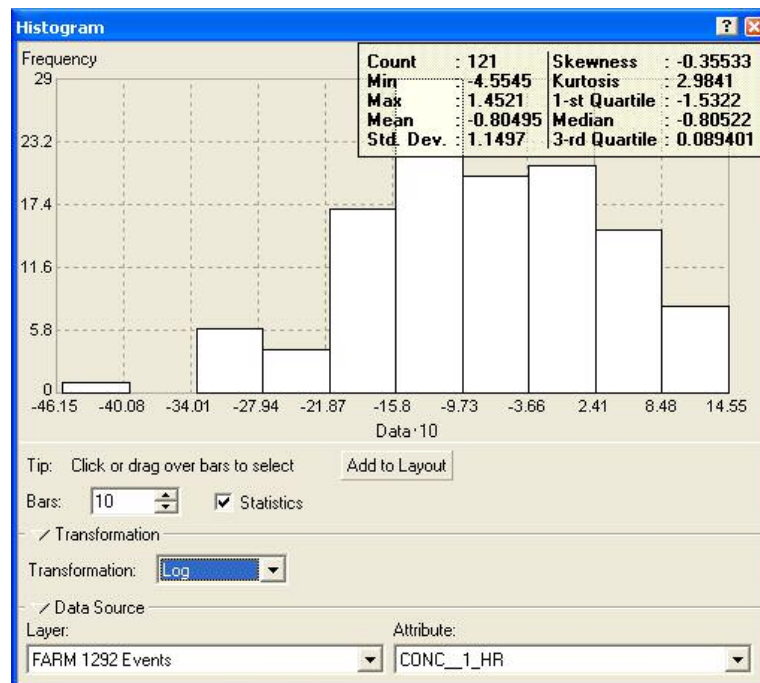 Histogram
Frequency
Count : 121 Skewness : -0.35533
Min : -4.5545 Kurtosis : 2.9841
Max : 1.4521 1-st Quartile : -1.5322
Mean : -0.80495 Median : -0.80522
Std. Dev. : 1.1497 3-rd Quartile : 0.089401
29
23.2
17.4
11.6
5.8
0
-46.15 -40.08 -34.01 -27.94 -21.87 -15.8 -9.73 -3.66 2.41 8.48 14.55
Data·10
Tip: Click or drag over bars to select Add to Layout
Bars: 10 Statistics
Transformation
Transformation: Log
Data Source
Layer: Attribute:
FARM 1292 Events CONC__1_HR